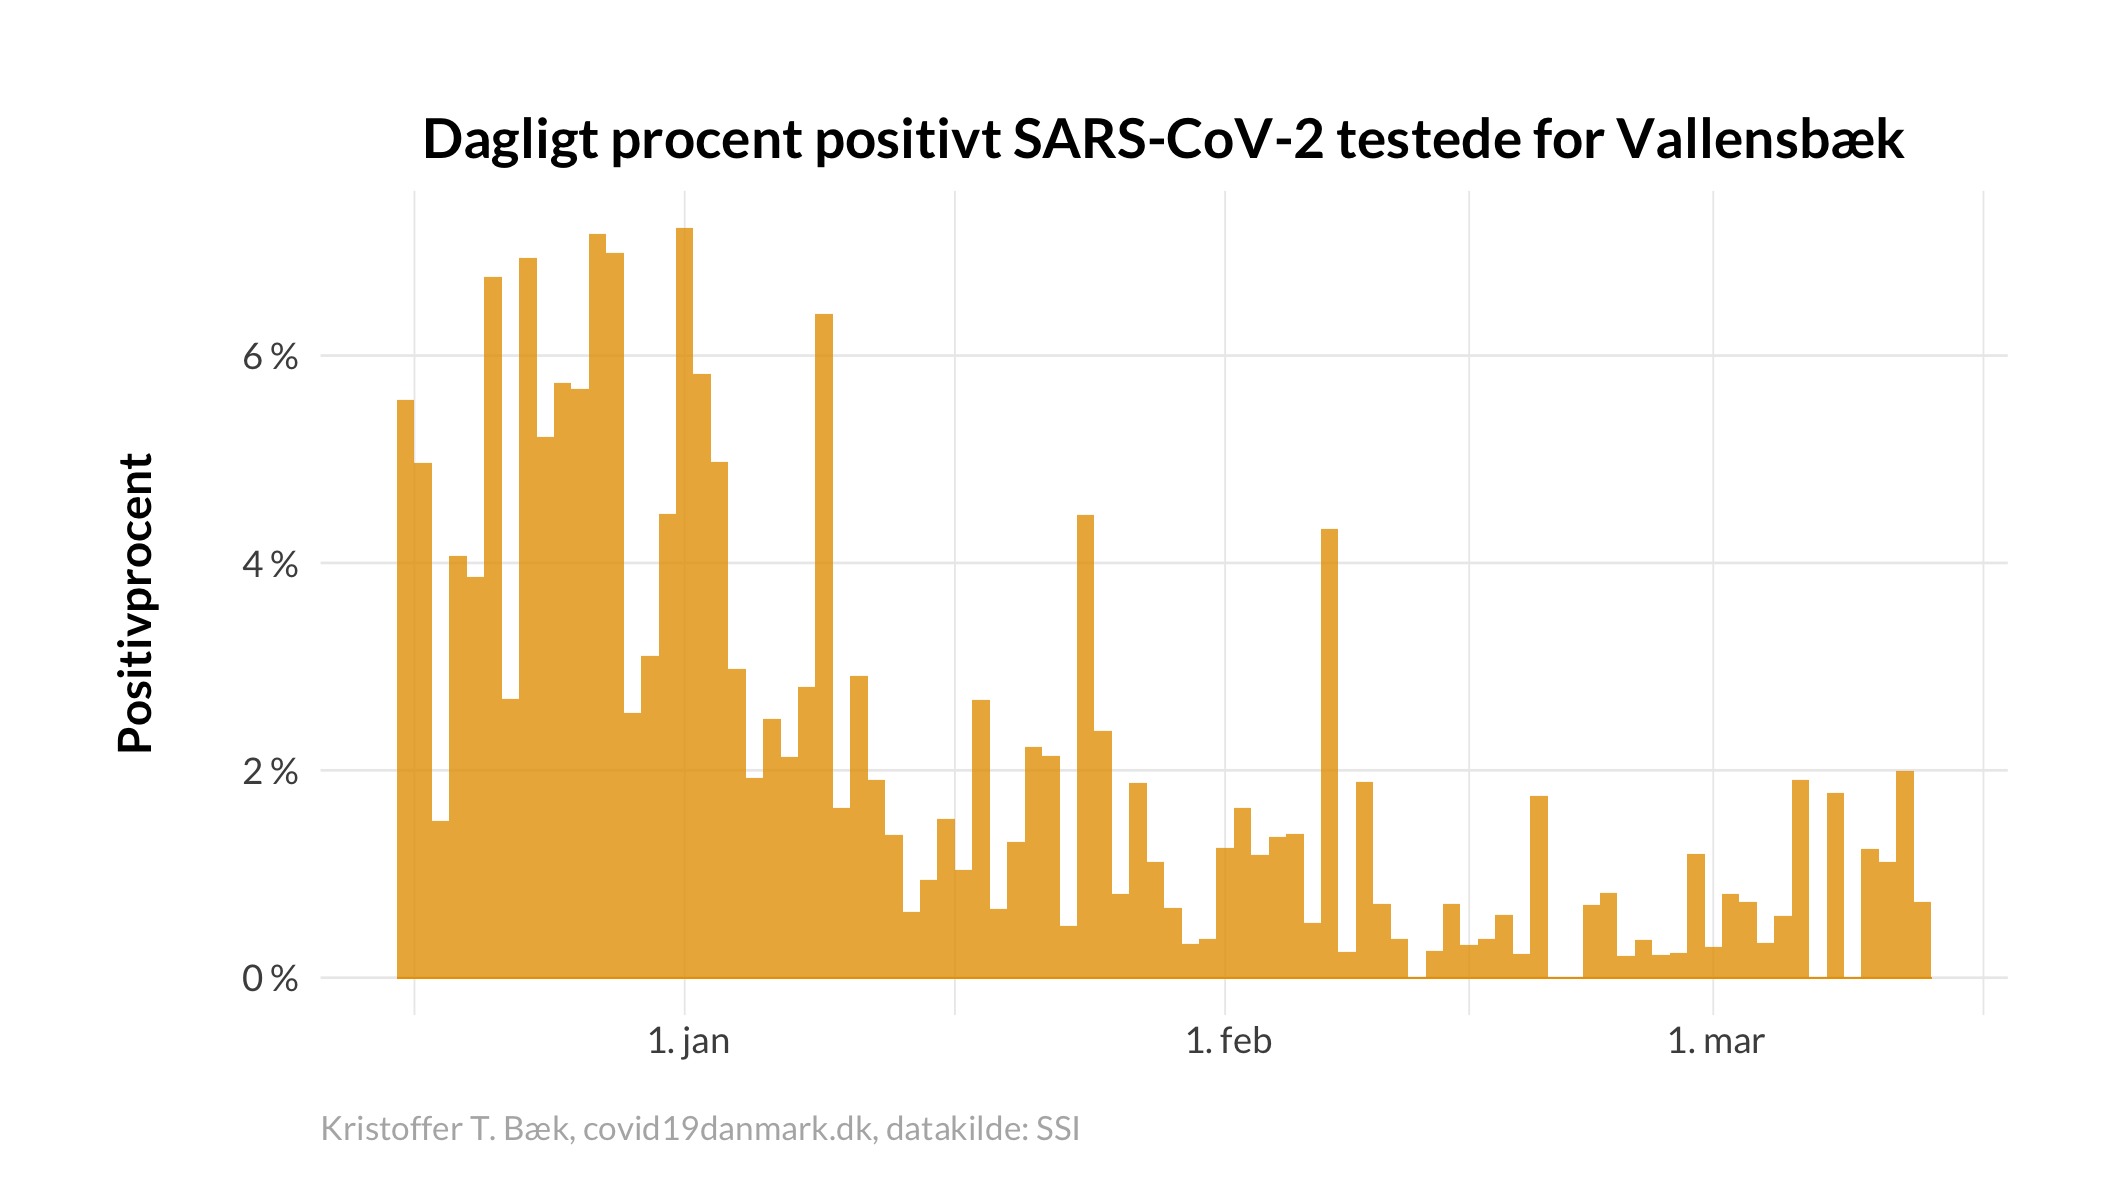 Dagligt procent positivt SARS-CoV-2 testede for Vallensbæk
Positivprocent
6 %
4 %
2 %
0 %
1. jan
1. feb
1. mar
Kristoffer T. Bæk, covid19danmark.dk, datakilde: SSI